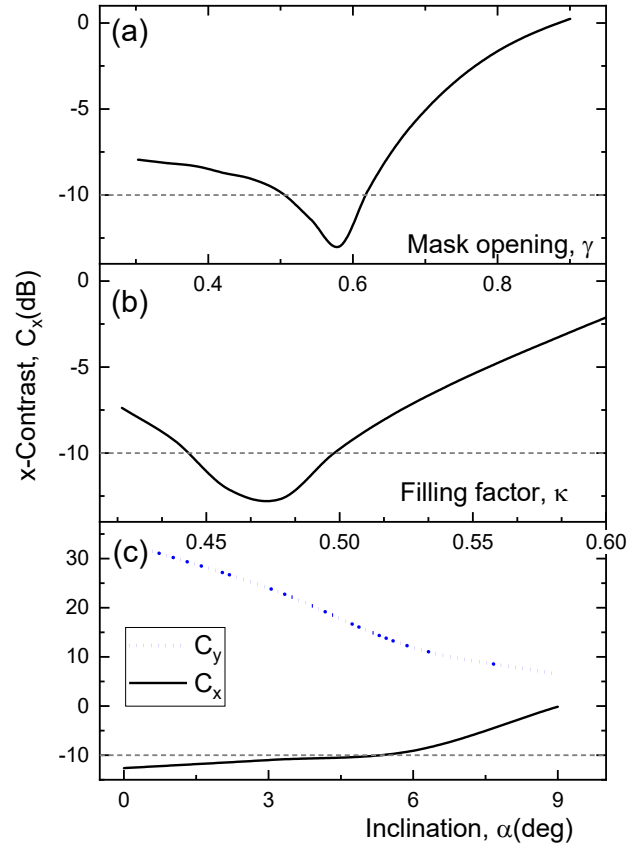 (a)
0
-5
-10
Mask opening, γ
0.4 0.6 0.8
x-Contrast, Cx(dB)
(b)
0
-5
-10
Filling factor, κ
0.45 0.50 0.55 0.60
(c)
30
20
10
0
-10
Cy
Cx
0 3 6 9
Inclination, α(deg)